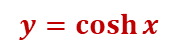 y = cosh x